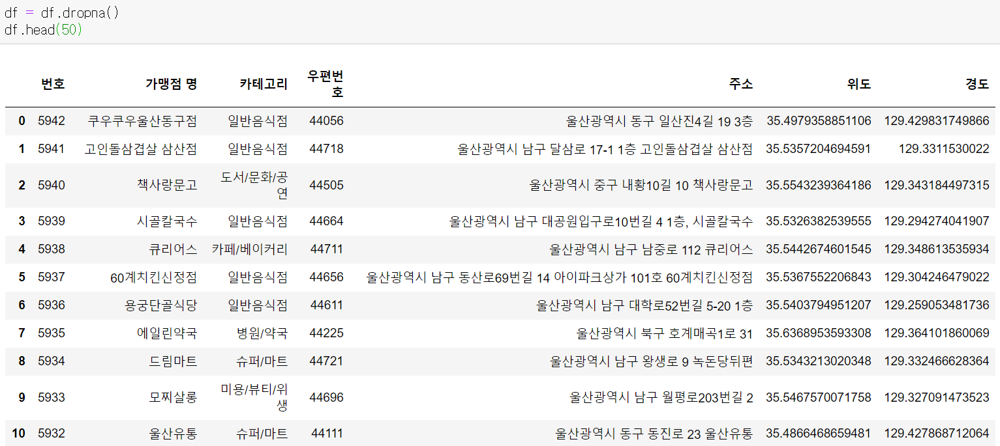 df = df.dropna()
df.head(50)
번호 가맹점 명 카테고리 우편번호 주소 위도 경도
0 5942 쿠우쿠우울산동구점 일반음식점 44056 울산광역시 동구 일산진4길 19 3층 35.4979358851106 129.429831749866
1 5941 고인돌삼겹살 삼산점 일반음식점 44718 울산광역시 남구 달삼로 17-1 1층 고인돌삼겹살 삼산점 35.5357204694591 129.3311530022
2 5940 책사랑문고 도서/문화/공연 44505 울산광역시 중구 내황10길 10 책사랑문고 35.5543239364186 129.343184497315
3 5939 시골칼국수 일반음식점 44664 울산광역시 남구 대공원입구로10번길 4 1층, 시골칼국수 35.5326382539555 129.294274041907
4 5938 큐리어스 카페/베이커리 44711 울산광역시 남구 남중로 112 큐리어스 35.5442674601545 129.348613535934
5 5937 60계치킨신정점 일반음식점 44656 울산광역시 남구 동산로69번길 14 아이파크상가 101호 60계치킨신정점 35.5367552206843 129.304246479022
6 5936 용궁단골식당 일반음식점 44611 울산광역시 남구 대학로52번길 5-20 1층 35.5403794951207 129.259053481736
7 5935 에일린약국 병원/약국 44225 울산광역시 북구 호계매곡1로 31 35.6368953593308 129.364101860069
8 5934 드림마트 슈퍼/마트 44721 울산광역시 남구 왕생로 9 녹돈당뒤편 35.5343213020348 129.332466628364
9 5933 모찌살롱 미용/뷰티/위생 44696 울산광역시 남구 월평로203번길 2 35.5467570071758 129.327091473523
10 5932 울산유통 슈퍼/마트 44111 울산광역시 동구 동진로 23 울산유통 35.4866468659481 129.427868712064